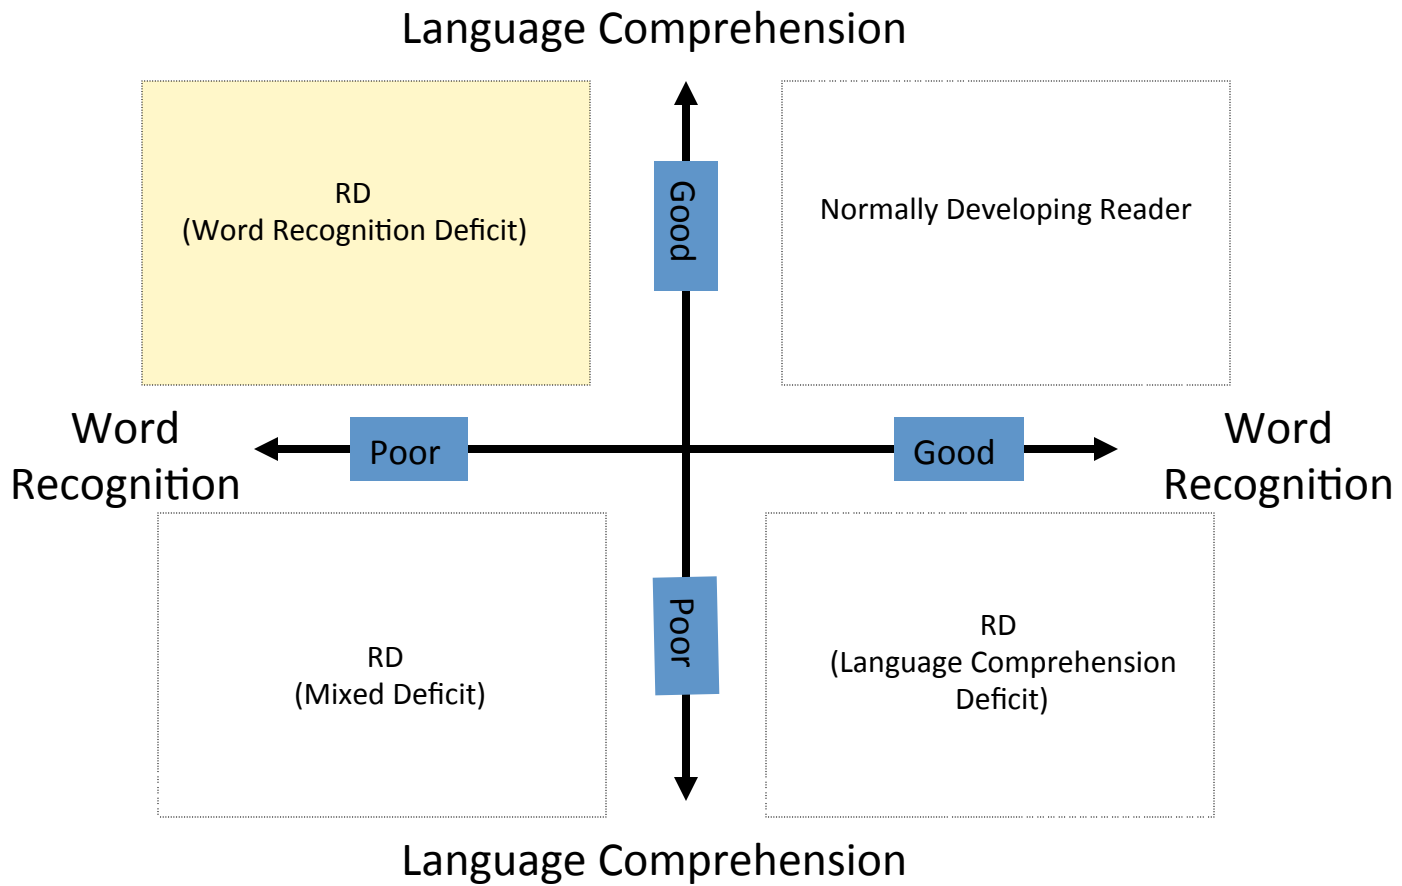 Language Comprehension
RD
(Word Recognition Deficit)
Good
Normally Developing Reader
Word
Recognition
Poor
Good
Word
Recognition
RD
(Mixed Deficit)
Poor
RD
(Language Comprehension
Deficit)
Language Comprehension